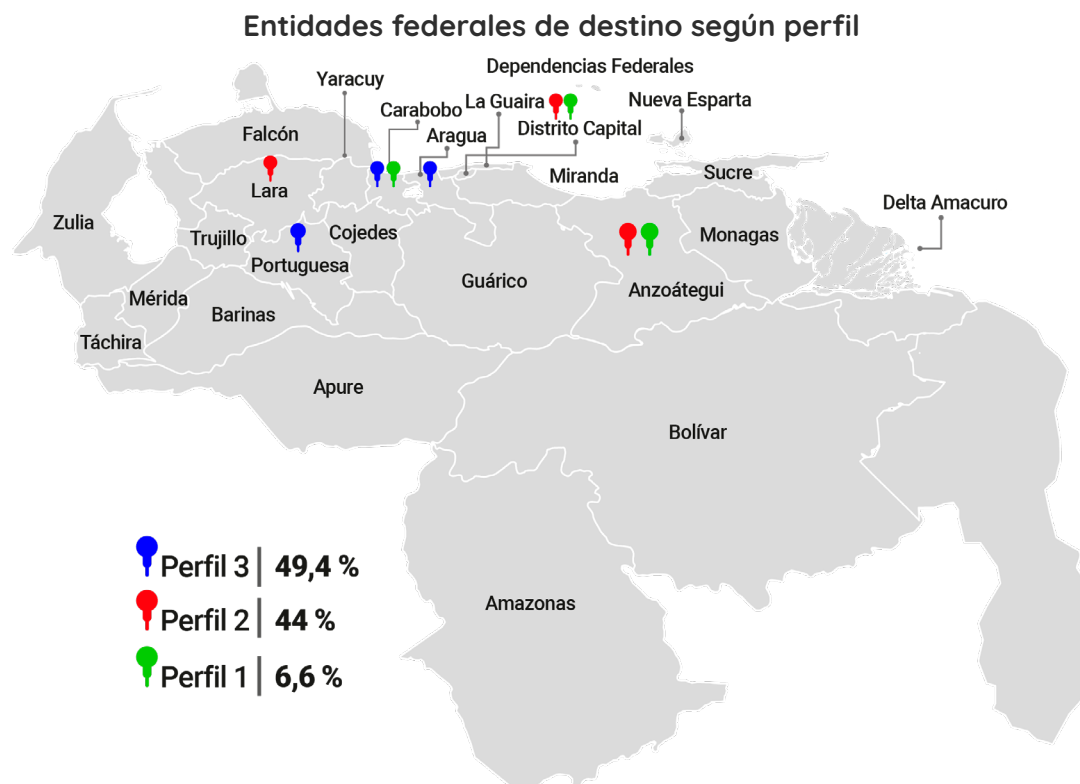 Entidades federales de destino según perfil
Dependencias Federales
Yaracuy
Carabobo
La Guaira
Nueva Esparta
Falcón
Aragua
Distrito Capital
Lara
Miranda
Sucre
Zulia
Trujillo
Cojedes
Delta Amacuro
Monagas
Portuguesa
Guárico
Anzoátegui
Mérida
Barinas
Táchira
Apure
Bolívar
Amazonas
Perfil 3 | 49,4 %
Perfil 2 | 44 %
Perfil 1 | 6,6 %